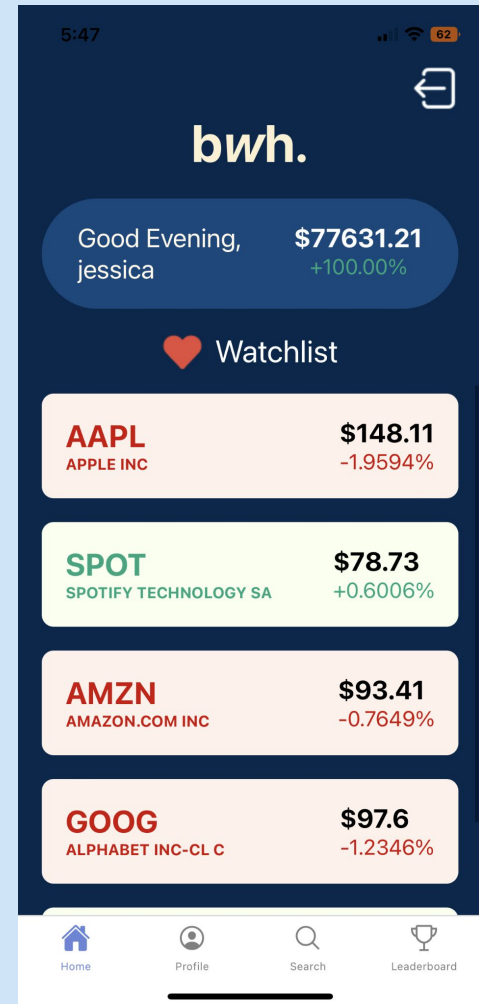 5:47
62
bwh.
Good Evening,
jessica
$77631.21
+100.00%
Watchlist
AAPL
$148.11
APPLE INC
-1.9594%
SPOT
$78.73
SPOTIFY TECHNOLOGY SA
+0.6006%
AMZN
$93.41
AMAZON.COM INC
-0.7649%
GOOG
$97.6
ALPHABET INC-CL C
-1.2346%
Home
Profile
Search
Leaderboard